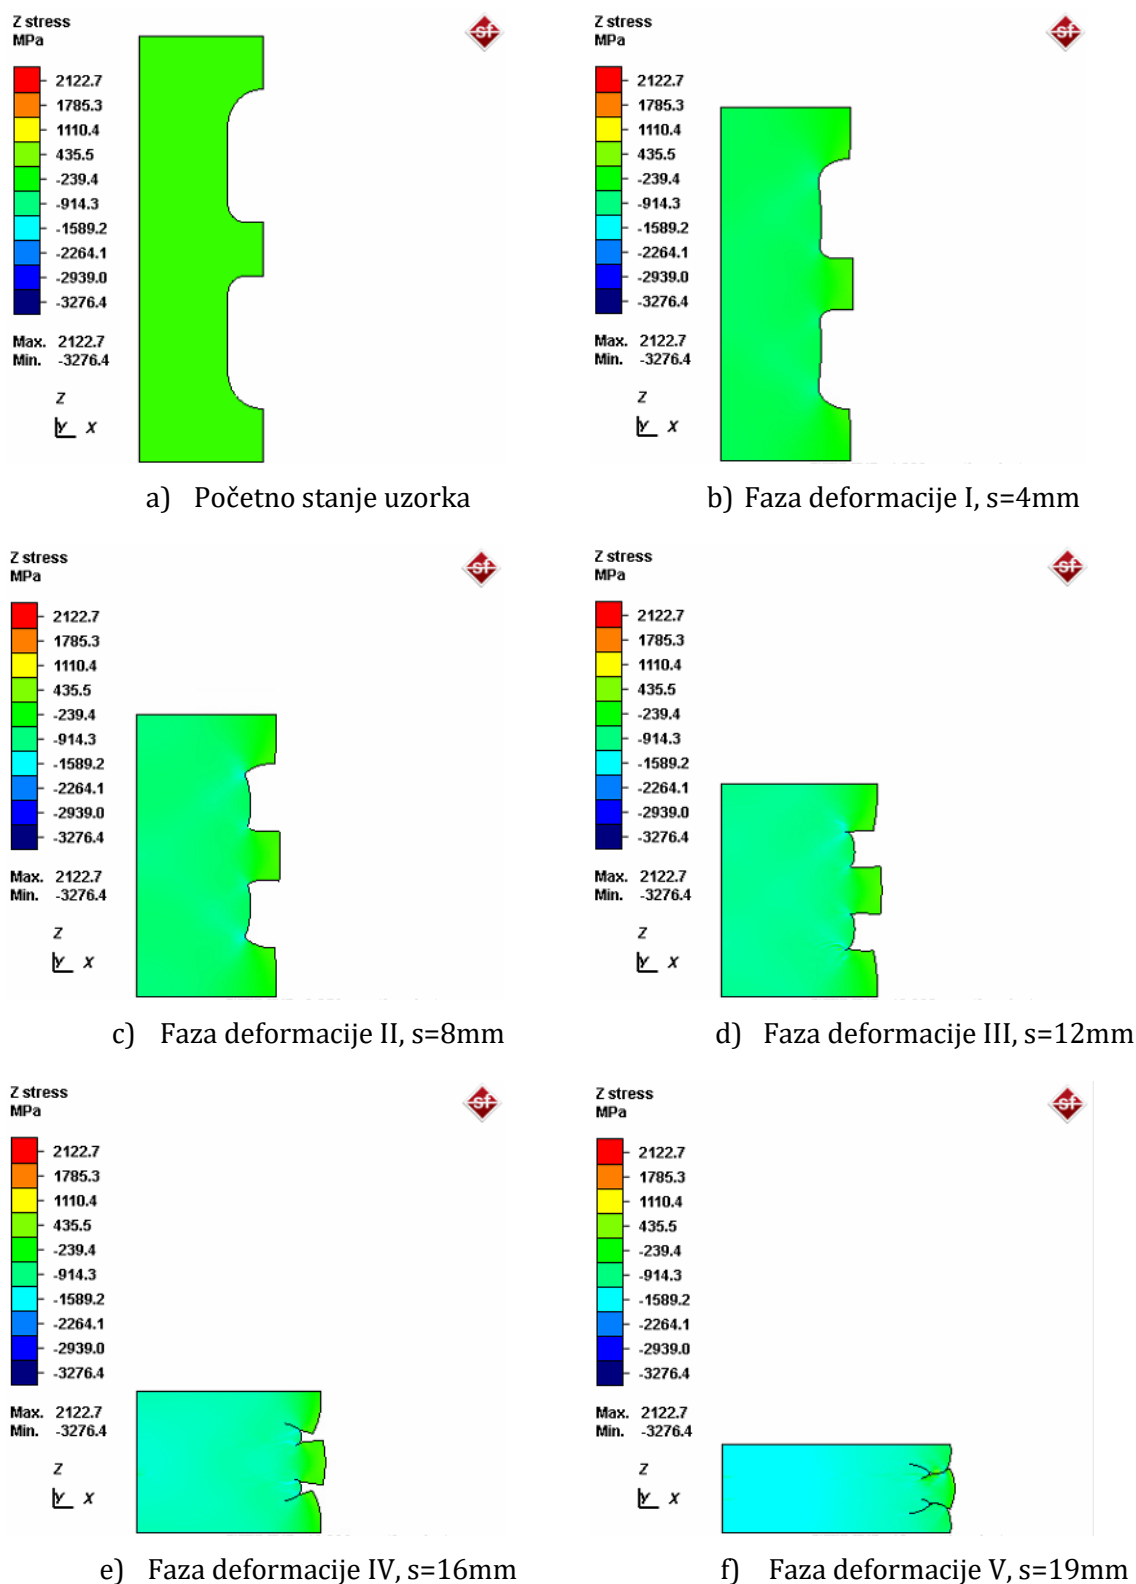 Z stress
MPa
2122.7
1785.3
1110.4
435.5
-239.4
-914.3
-1589.2
-2264.1
-2939.0
-3276.4
Max. 2122.7
Min. -3276.4
Z
Y X
sf
a) Početno stanje uzorka
Z stress
MPa
2122.7
1785.3
1110.4
435.5
-239.4
-914.3
-1589.2
-2264.1
-2939.0
-3276.4
Max. 2122.7
Min. -3276.4
Z
Y X
sf
b) Faza deformacije I, s=4mm
Z stress
MPa
2122.7
1785.3
1110.4
435.5
-239.4
-914.3
-1589.2
-2264.1
-2939.0
-3276.4
Max. 2122.7
Min. -3276.4
Z
Y X
sf
c) Faza deformacije II, s=8mm
Z stress
MPa
2122.7
1785.3
1110.4
435.5
-239.4
-914.3
-1589.2
-2264.1
-2939.0
-3276.4
Max. 2122.7
Min. -3276.4
Z
Y X
sf
d) Faza deformacije III, s=12mm
Z stress
MPa
2122.7
1785.3
1110.4
435.5
-239.4
-914.3
-1589.2
-2264.1
-2939.0
-3276.4
Max. 2122.7
Min. -3276.4
Z
Y X
sf
e) Faza deformacije IV, s=16mm
Z stress
MPa
2122.7
1785.3
1110.4
435.5
-239.4
-914.3
-1589.2
-2264.1
-2939.0
-3276.4
Max. 2122.7
Min. -3276.4
Z
Y X
sf
f) Faza deformacije V, s=19mm